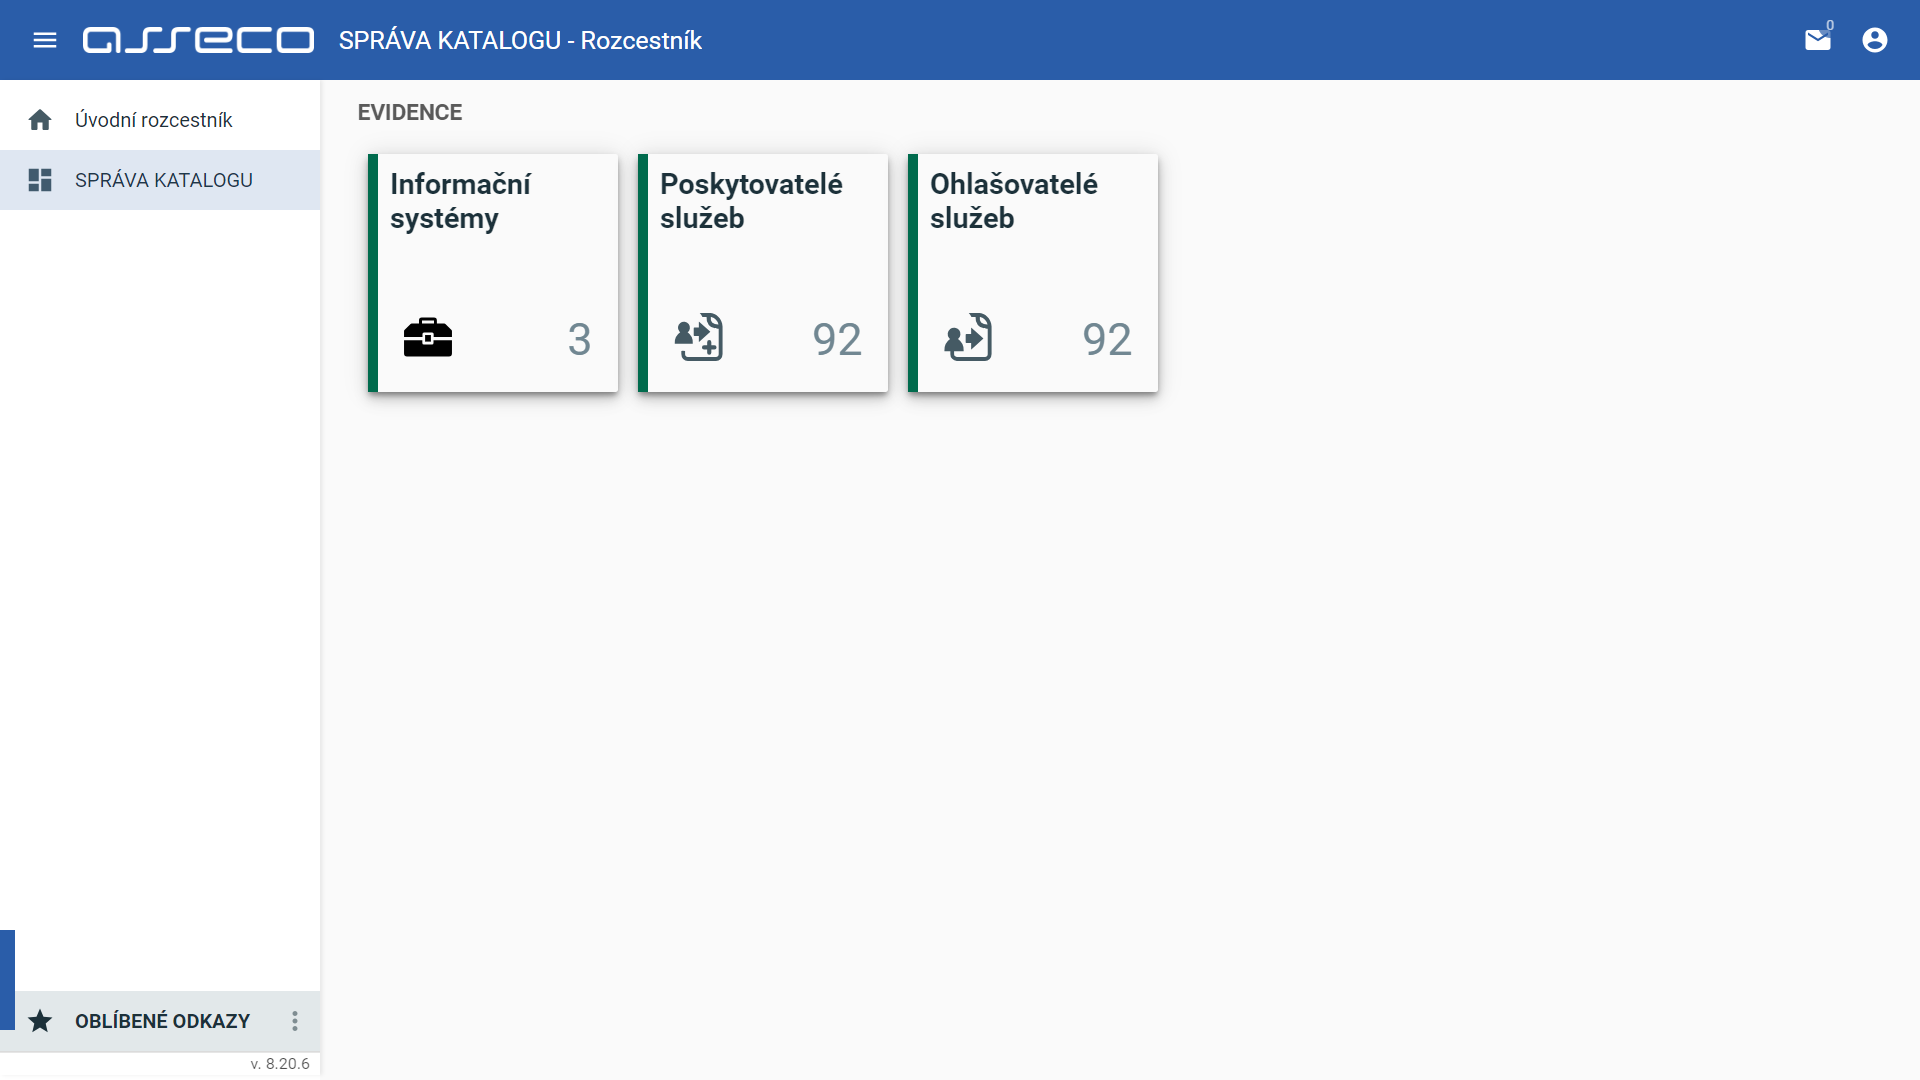 asseco
SPRÁVA KATALOGU - Rozcestník
0
Úvodní rozcestník
SPRÁVA KATALOGU
EVIDENCE
Informační
systémy
3
Poskytovatelé
služeb
92
Ohlašovatelé
služeb
92
OBLÍBENÉ ODKAZY
v. 8.20.6